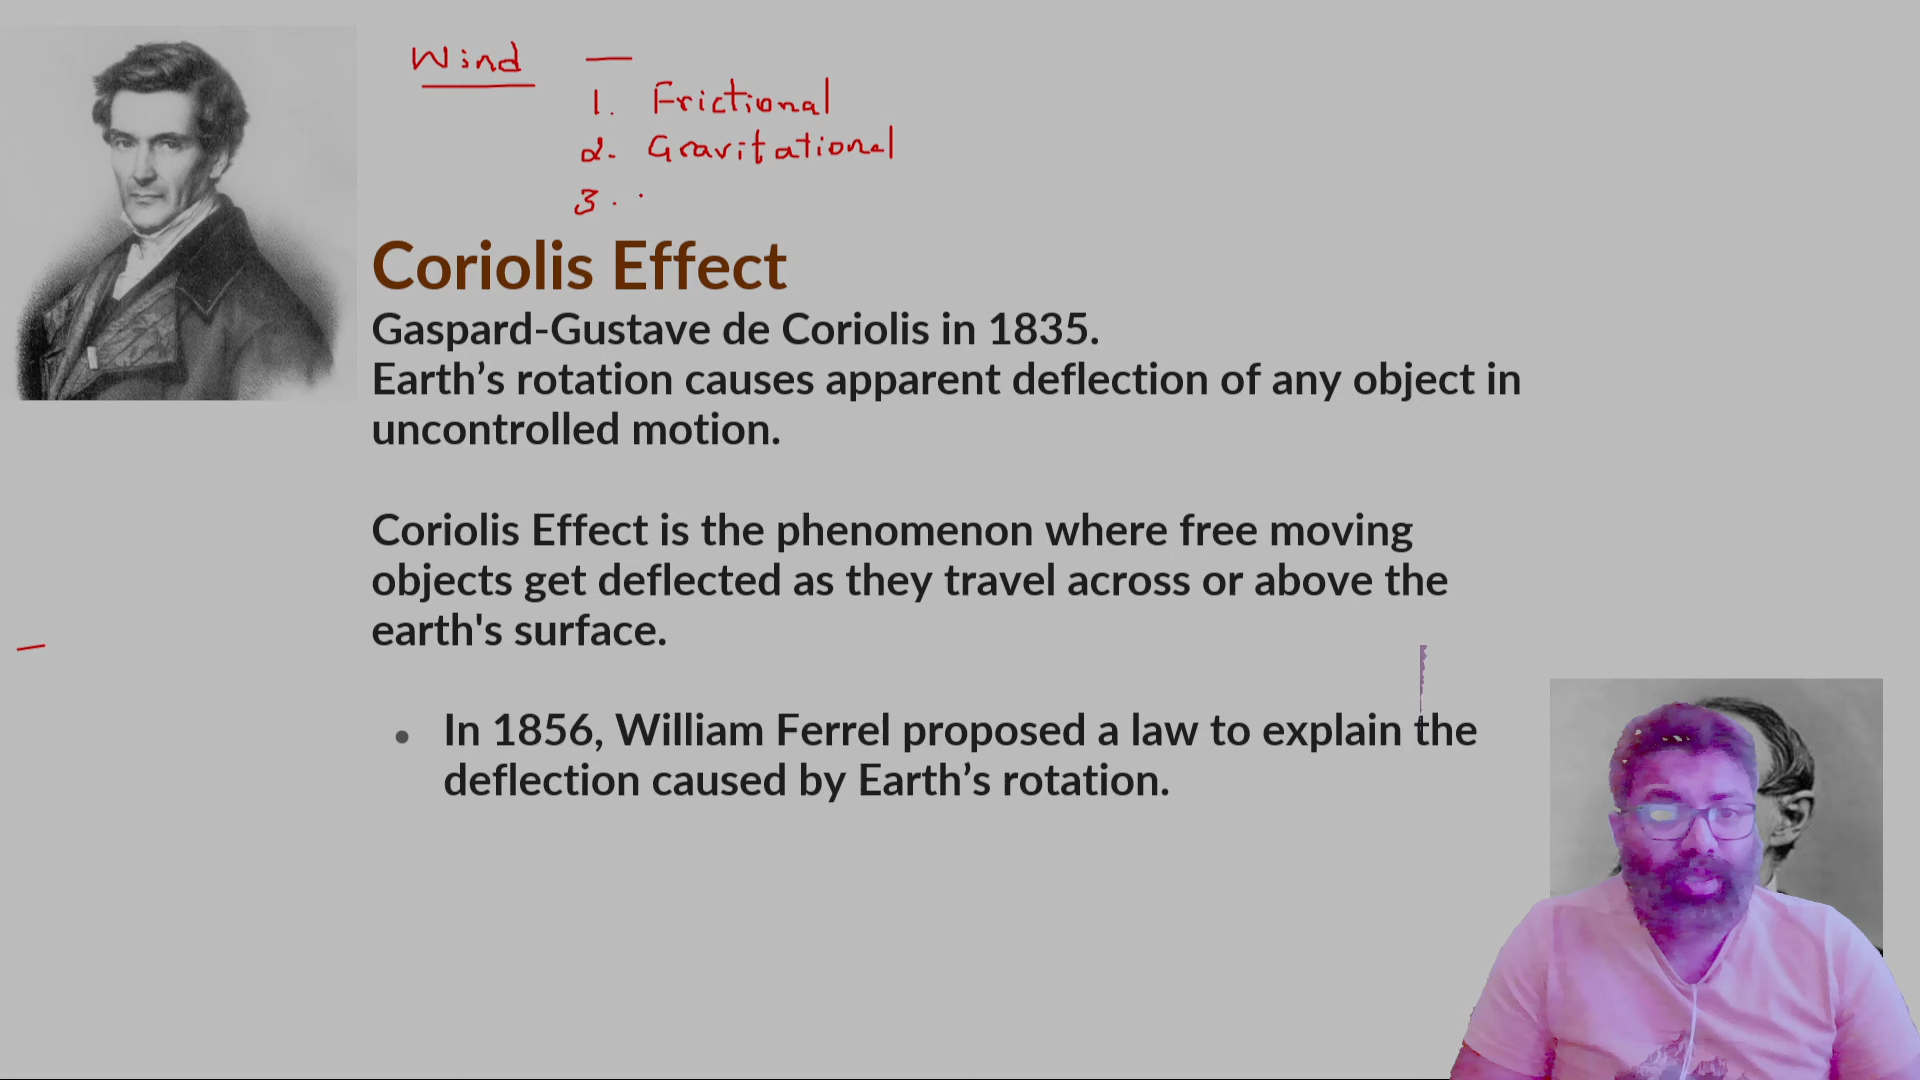 Wind —
1. Frictional
2. Gravitational
3.
Coriolis Effect
Gaspard-Gustave de Coriolis in 1835.
Earth’s rotation causes apparent deflection of any object in
uncontrolled motion.
Coriolis Effect is the phenomenon where free moving
objects get deflected as they travel across or above the
earth's surface.
• In 1856, William Ferrel proposed a law to explain the
deflection caused by Earth’s rotation.